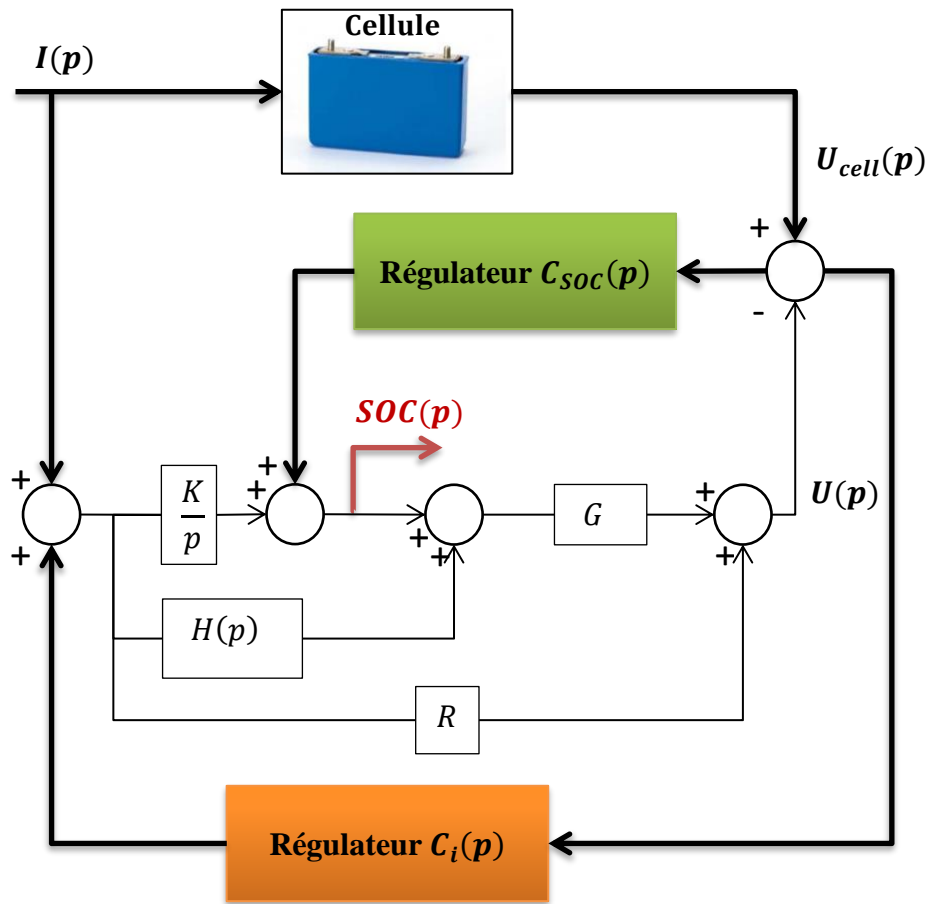 Cellule
I(p)
U_cell(p)
+
Régulateur C_SOC(p)
-
SOC(p)
+
+
+
K/p
G
+
U(p)
+
+
+
+
H(p)
R
Régulateur C_i(p)